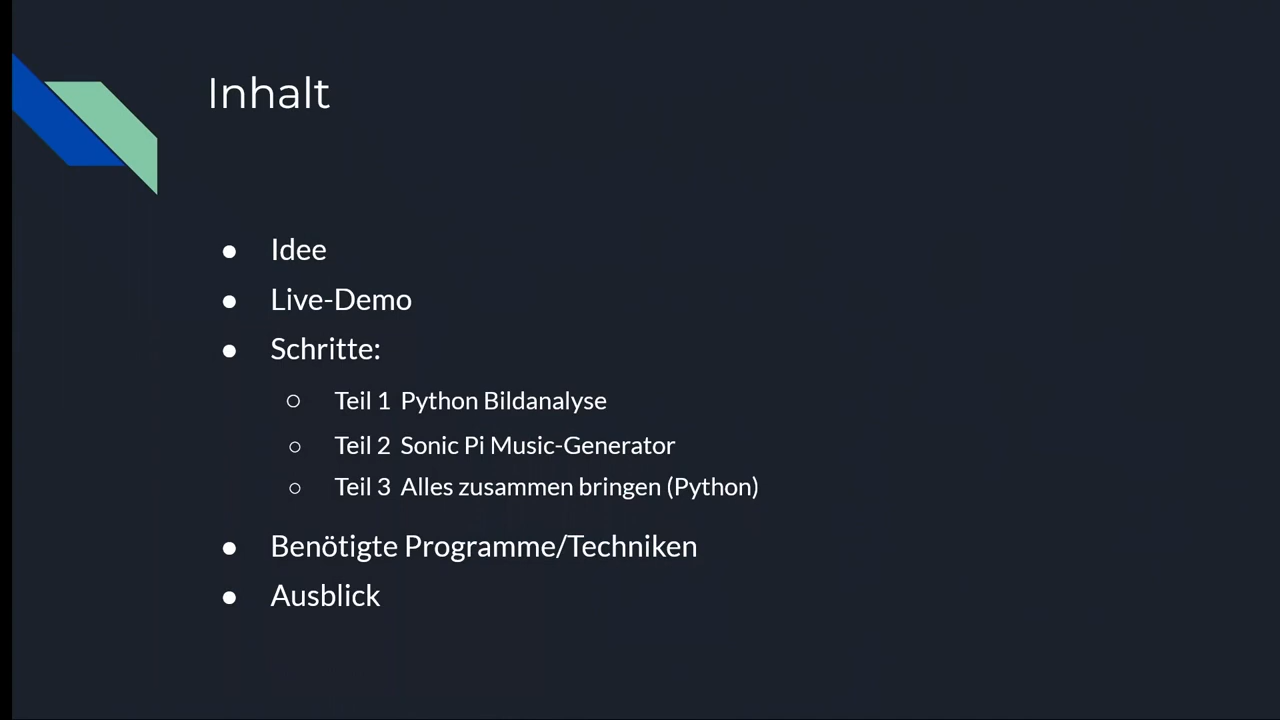 Inhalt
● Idee
● Live-Demo
● Schritte:
○ Teil 1 Python Bildanalyse
○ Teil 2 Sonic Pi Music-Generator
○ Teil 3 Alles zusammen bringen (Python)
● Benötigte Programme/Techniken
● Ausblick